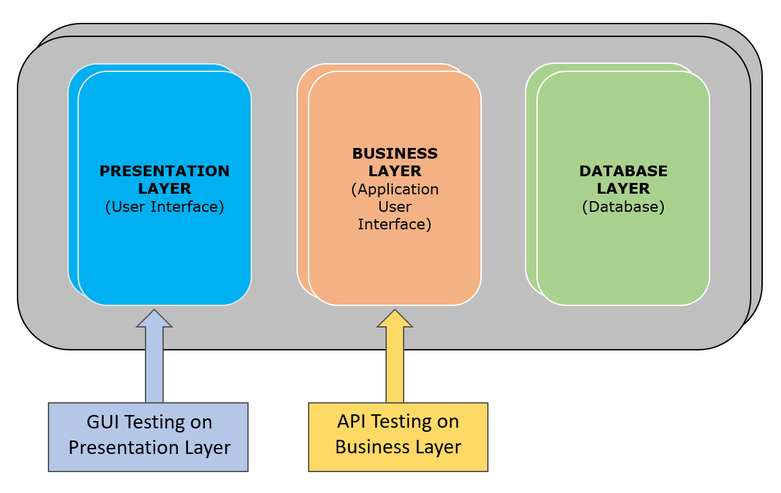 PRESENTATION
LAYER
(User Interface)
BUSINESS
LAYER
(Application
User
Interface)
DATABASE
LAYER
(Database)
GUI Testing on
Presentation Layer
API Testing on
Business Layer